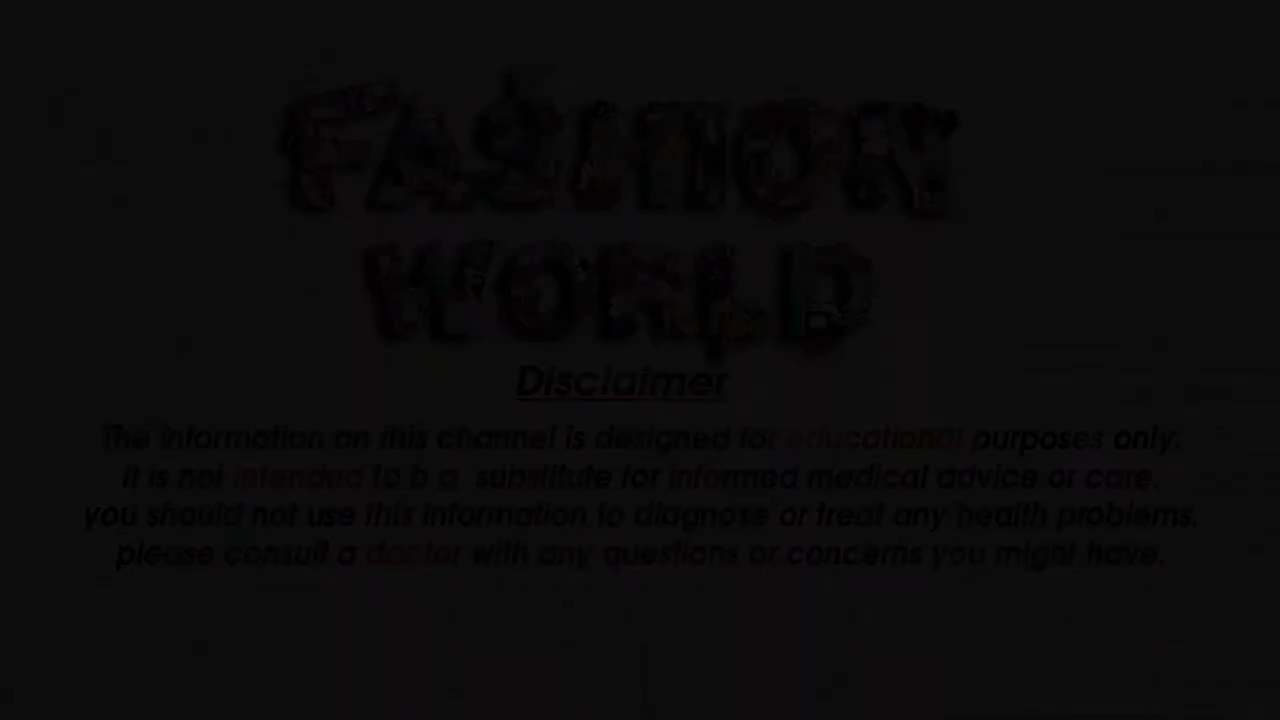 FASHION
WORLD
Disclaimer
The information on this channel is designed for educational purposes only.
it is not intended to b a substitute for informed medical advice or care.
you should not use this information to diagnose or treat any health problems.
please consult a doctor with any questions or concerns you might have.